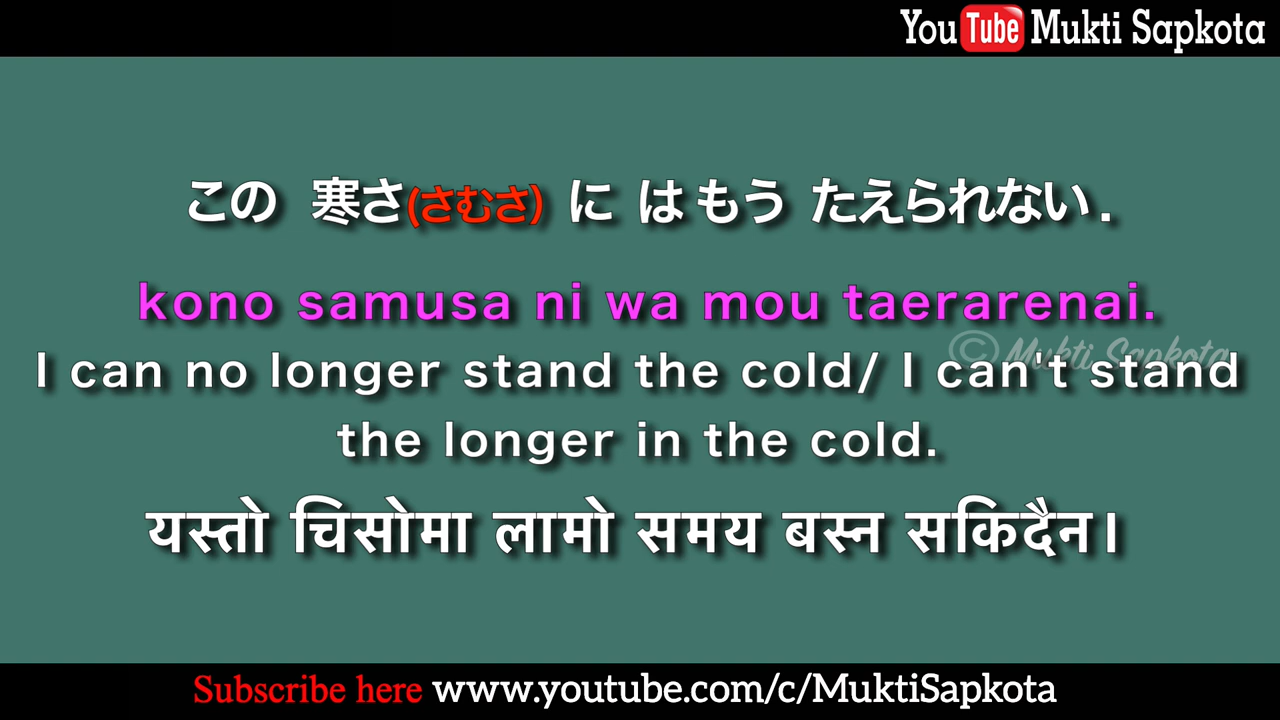 You Tube Mukti Sapkota
この 寒さ(さむさ) に は もう たえられない.
kono samusa ni wa mou taerarenai.
© Mukti Sapkota
I can no longer stand the cold/ I can't stand
the longer in the cold.
यस्तो चिसोमा लामो समय बस्न सकिदैन।
Subscribe here www.youtube.com/c/MuktiSapkota